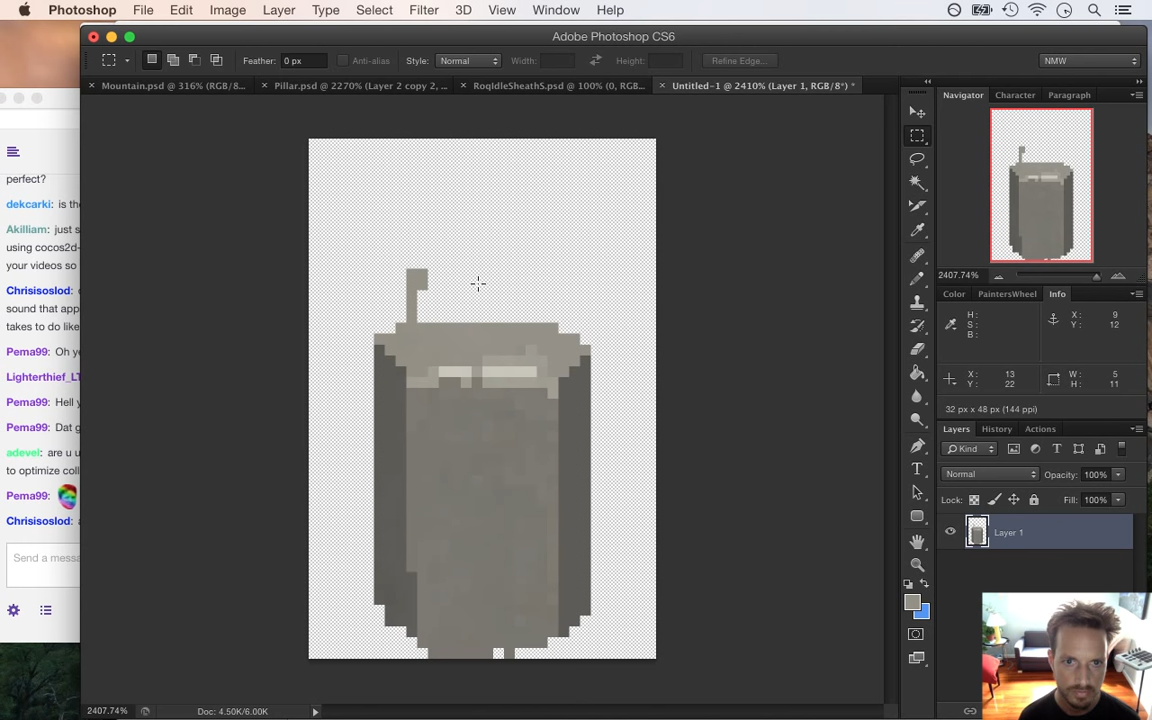 Photoshop File Edit Image Layer Type Select Filter 3D View Window Help
Adobe Photoshop CS6
Feather: 0 px Anti-alias Style: Normal Width: Height: Refine Edge... NMW
Mountain.psd @ 316% (RGB/8... Pillar.psd @ 2270% (Layer 2 copy 2, ... RoqIdleSheathS.psd @ 100% (0, RGB... Untitled-1 @ 2410% (Layer 1, RGB/8*) *
Navigator Character Paragraph
2407.74%
Color PaintersWheel Info
H:
S:
B:
X: 9
Y: 12
X: 13
Y: 22
W: 5
H: 11
32 px x 48 px (144 ppi)
Layers History Actions
Kind
Normal Opacity: 100%
Lock: Fill: 100%
Layer 1
perfect?
dekcarki: is the
Akilliam: just s
using cocos2d-
your videos so
Chrisisoslod:
sound that app
takes to do like
Pema99: Oh ye
Lighterthief_LT
Pema99: Hell y
Pema99: Dat g
adevel: are u u
to optimize coll
Pema99:
Chrisisoslod: a
Send a messa
2407.74% Doc: 4.50K/6.00K